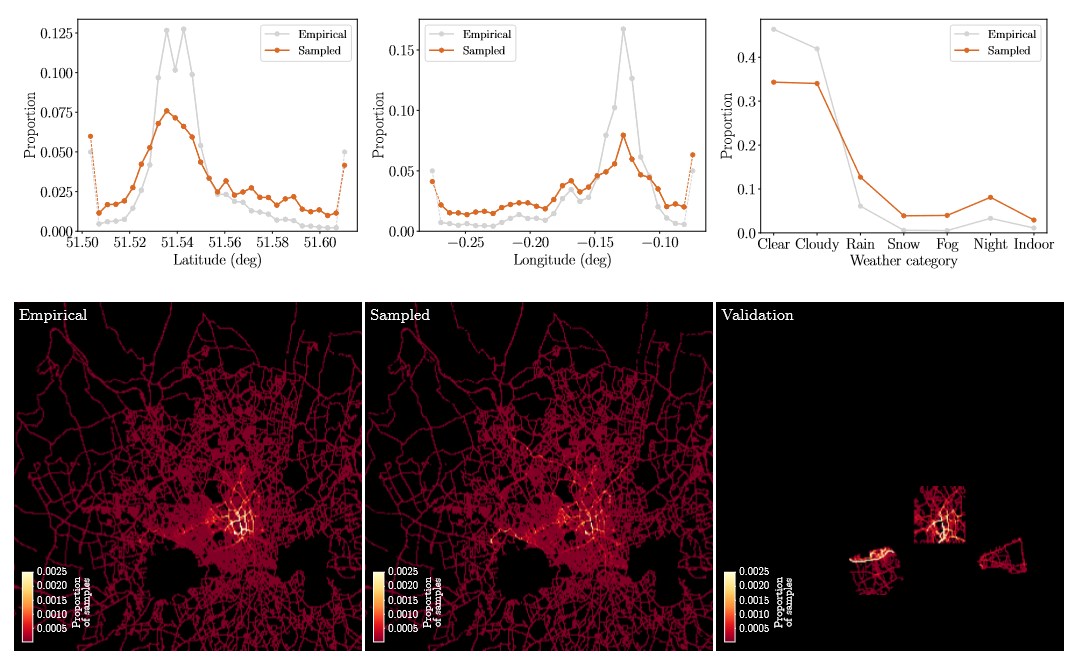 0.125
0.100
0.075
0.050
0.025
0.000
Proportion
Empirical
Sampled
51.50 51.52 51.54 51.56 51.58 51.60
Latitude (deg)
0.15
0.10
0.05
0.00
Proportion
Empirical
Sampled
−0.25 −0.20 −0.15 −0.10
Longitude (deg)
0.4
0.3
0.2
0.1
0.0
Proportion
Empirical
Sampled
Clear Cloudy Rain Snow Fog Night Indoor
Weather category
Empirical
0.0025
0.0020
0.0015
0.0010
0.0005
Proportion
of samples
Sampled
0.0025
0.0020
0.0015
0.0010
0.0005
Proportion
of samples
Validation
0.0025
0.0020
0.0015
0.0010
0.0005
Proportion
of samples